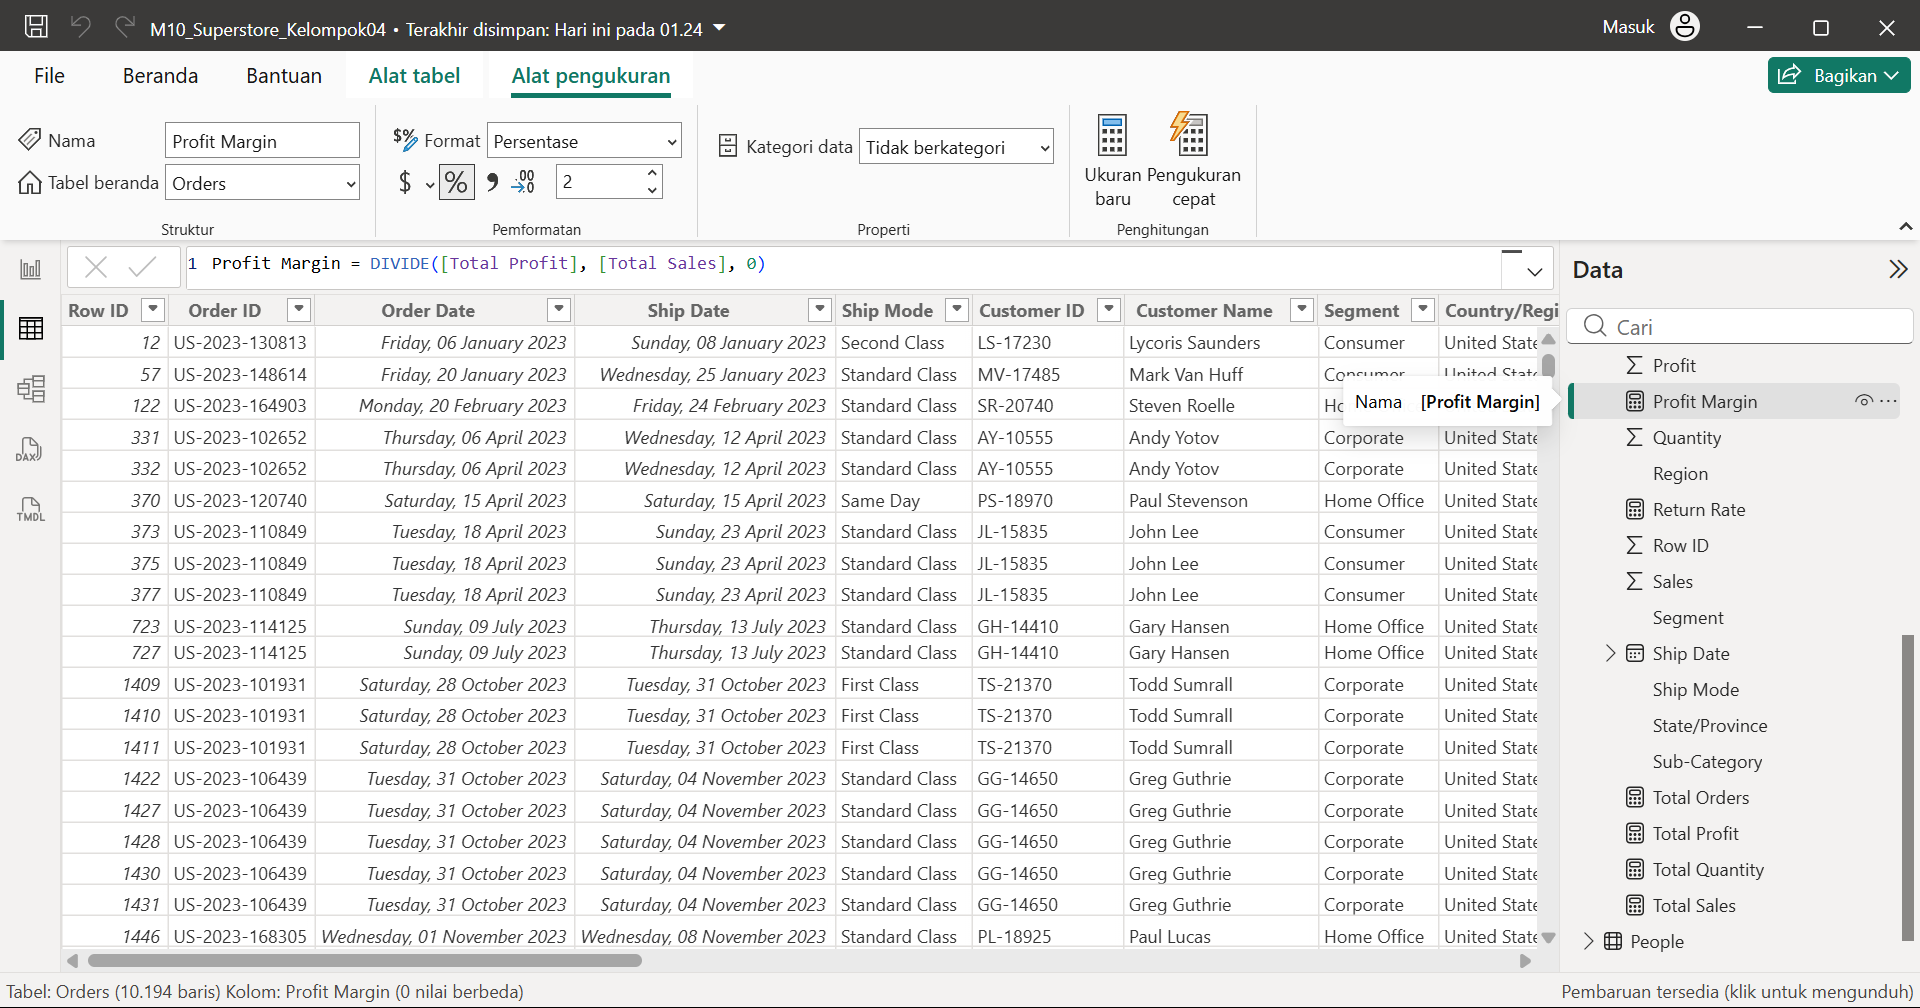 M10_Superstore_Kelompok04 • Terakhir disimpan: Hari ini pada 01.24
Masuk
File Beranda Bantuan Alat tabel Alat pengukuran
Bagikan
Nama Profit Margin
Tabel beranda Orders
Struktur
$% Format Persentase
$ % 9 .00 →.0 2
Pemformatan
Kategori data Tidak berkategori
Properti
Ukuran baru
Pengukuran cepat
Penghitungan
1 Profit Margin = DIVIDE([Total Profit], [Total Sales], 0)
Row ID Order ID Order Date Ship Date Ship Mode Customer ID Customer Name Segment Country/Regi
12 US-2023-130813 Friday, 06 January 2023 Sunday, 08 January 2023 Second Class LS-17230 Lycoris Saunders Consumer United State
57 US-2023-148614 Friday, 20 January 2023 Wednesday, 25 January 2023 Standard Class MV-17485 Mark Van Huff Consumer United State
122 US-2023-164903 Monday, 20 February 2023 Friday, 24 February 2023 Standard Class SR-20740 Steven Roelle Ho
331 US-2023-102652 Thursday, 06 April 2023 Wednesday, 12 April 2023 Standard Class AY-10555 Andy Yotov Corporate United State
332 US-2023-102652 Thursday, 06 April 2023 Wednesday, 12 April 2023 Standard Class AY-10555 Andy Yotov Corporate United State
370 US-2023-120740 Saturday, 15 April 2023 Saturday, 15 April 2023 Same Day PS-18970 Paul Stevenson Home Office United State
373 US-2023-110849 Tuesday, 18 April 2023 Sunday, 23 April 2023 Standard Class JL-15835 John Lee Consumer United State
375 US-2023-110849 Tuesday, 18 April 2023 Sunday, 23 April 2023 Standard Class JL-15835 John Lee Consumer United State
377 US-2023-110849 Tuesday, 18 April 2023 Sunday, 23 April 2023 Standard Class JL-15835 John Lee Consumer United State
723 US-2023-114125 Sunday, 09 July 2023 Thursday, 13 July 2023 Standard Class GH-14410 Gary Hansen Home Office United State
727 US-2023-114125 Sunday, 09 July 2023 Thursday, 13 July 2023 Standard Class GH-14410 Gary Hansen Home Office United State
1409 US-2023-101931 Saturday, 28 October 2023 Tuesday, 31 October 2023 First Class TS-21370 Todd Sumrall Corporate United State
1410 US-2023-101931 Saturday, 28 October 2023 Tuesday, 31 October 2023 First Class TS-21370 Todd Sumrall Corporate United State
1411 US-2023-101931 Saturday, 28 October 2023 Tuesday, 31 October 2023 First Class TS-21370 Todd Sumrall Corporate United State
1422 US-2023-106439 Tuesday, 31 October 2023 Saturday, 04 November 2023 Standard Class GG-14650 Greg Guthrie Corporate United State
1427 US-2023-106439 Tuesday, 31 October 2023 Saturday, 04 November 2023 Standard Class GG-14650 Greg Guthrie Corporate United State
1428 US-2023-106439 Tuesday, 31 October 2023 Saturday, 04 November 2023 Standard Class GG-14650 Greg Guthrie Corporate United State
1430 US-2023-106439 Tuesday, 31 October 2023 Saturday, 04 November 2023 Standard Class GG-14650 Greg Guthrie Corporate United State
1431 US-2023-106439 Tuesday, 31 October 2023 Saturday, 04 November 2023 Standard Class GG-14650 Greg Guthrie Corporate United State
1446 US-2023-168305 Wednesday, 01 November 2023 Wednesday, 08 November 2023 Standard Class PL-18925 Paul Lucas Home Office United State
Nama [Profit Margin]
DAX
TMDL
Data
Cari
Profit
Profit Margin
Quantity
Region
Return Rate
Row ID
Sales
Segment
Ship Date
Ship Mode
State/Province
Sub-Category
Total Orders
Total Profit
Total Quantity
Total Sales
People
Tabel: Orders (10.194 baris) Kolom: Profit Margin (0 nilai berbeda)
Pembaruan tersedia (klik untuk mengunduh)